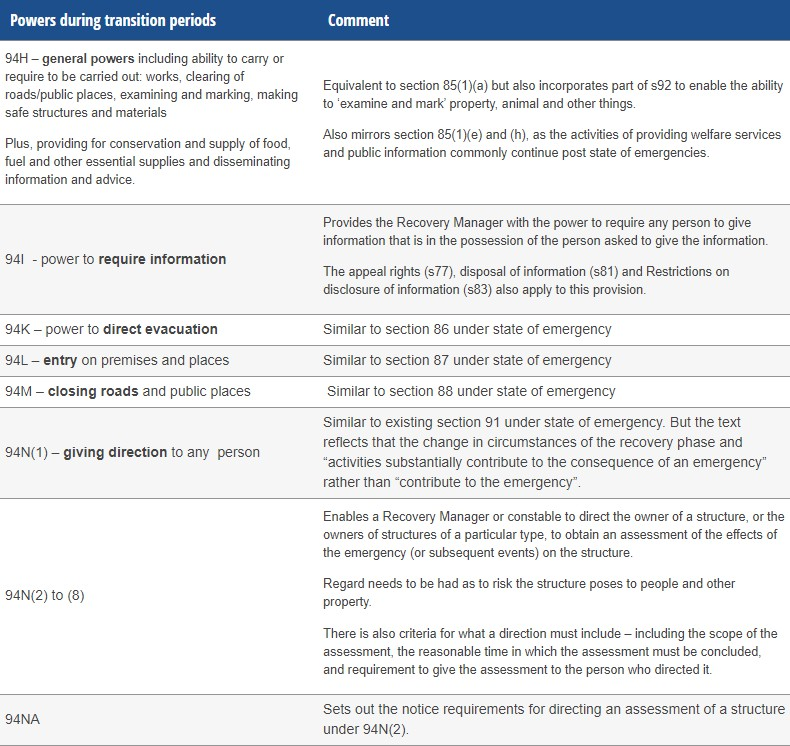 Powers during transition periods
Comment
94H – general powers including ability to carry or
require to be carried out: works, clearing of
roads/public places, examining and marking, making
safe structures and materials
Plus, providing for conservation and supply of food,
fuel and other essential supplies and disseminating
information and advice.
Equivalent to section 85(1)(a) but also incorporates part of s92 to enable the ability
to ‘examine and mark’ property, animal and other things.
Also mirrors section 85(1)(e) and (h), as the activities of providing welfare services
and public information commonly continue post state of emergencies.
94I - power to require information
Provides the Recovery Manager with the power to require any person to give
information that is in the possession of the person asked to give the information.
The appeal rights (s77), disposal of information (s81) and Restrictions on
disclosure of information (s83) also apply to this provision.
94K – power to direct evacuation
Similar to section 86 under state of emergency
94L – entry on premises and places
Similar to section 87 under state of emergency
94M – closing roads and public places
Similar to section 88 under state of emergency
94N(1) – giving direction to any person
Similar to existing section 91 under state of emergency. But the text
reflects that the change in circumstances of the recovery phase and
“activities substantially contribute to the consequence of an emergency”
rather than “contribute to the emergency”.
94N(2) to (8)
Enables a Recovery Manager or constable to direct the owner of a structure, or the
owners of structures of a particular type, to obtain an assessment of the effects of
the emergency (or subsequent events) on the structure.
Regard needs to be had as to risk the structure poses to people and other
property.
There is also criteria for what a direction must include – including the scope of the
assessment, the reasonable time in which the assessment must be concluded,
and requirement to give the assessment to the person who directed it.
94NA
Sets out the notice requirements for directing an assessment of a structure
under 94N(2).